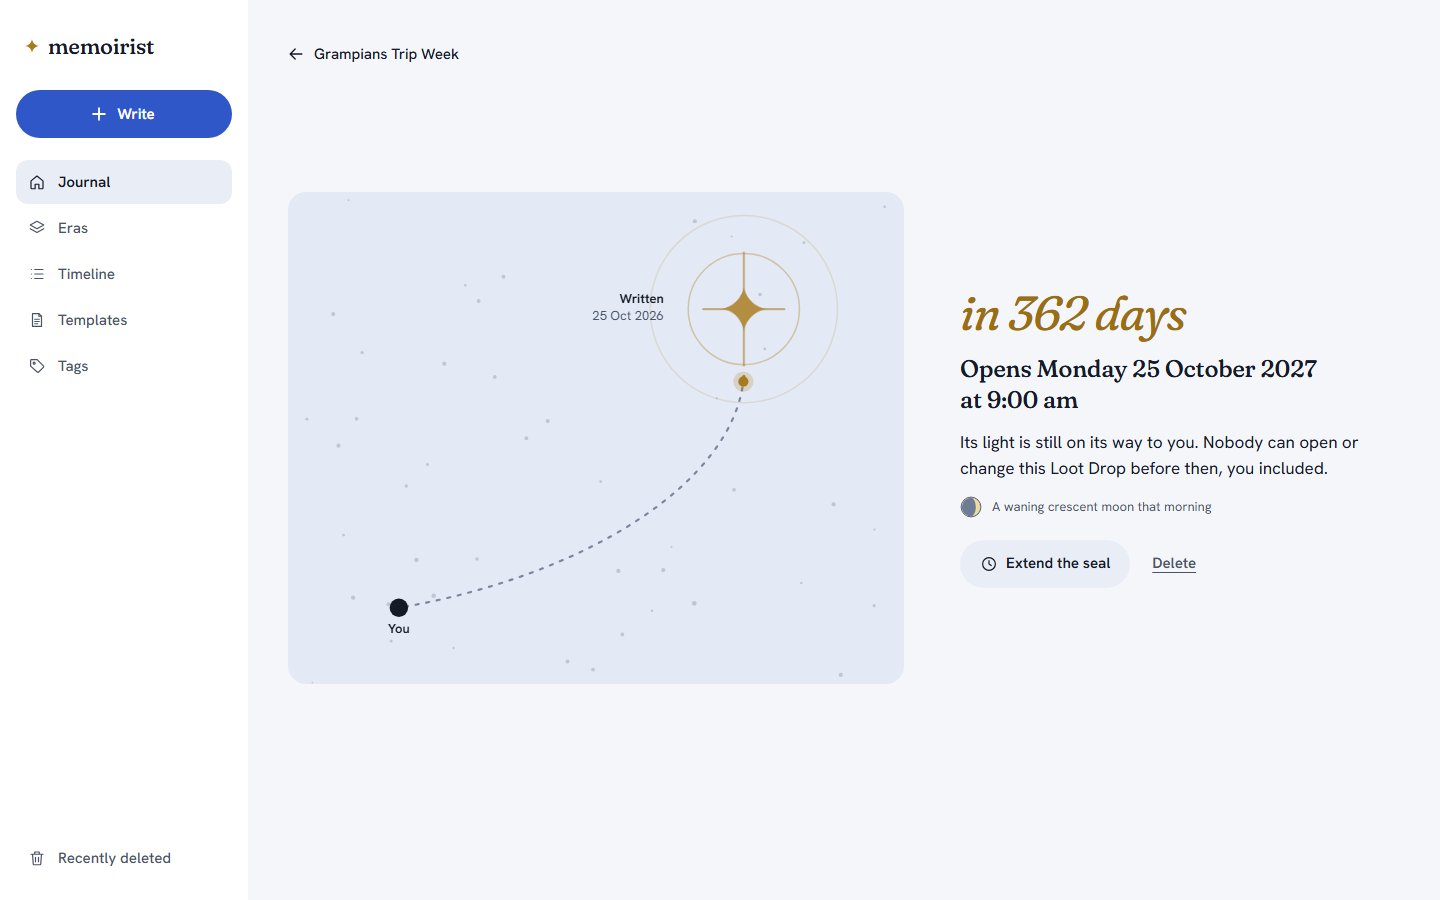 memoirist
Write
Journal
Eras
Timeline
Templates
Tags
Recently deleted
Grampians Trip Week
Written
25 Oct 2026
You
in 362 days
Opens Monday 25 October 2027
at 9:00 am
Its light is still on its way to you. Nobody can open or
change this Loot Drop before then, you included.
A waning crescent moon that morning
Extend the seal
Delete